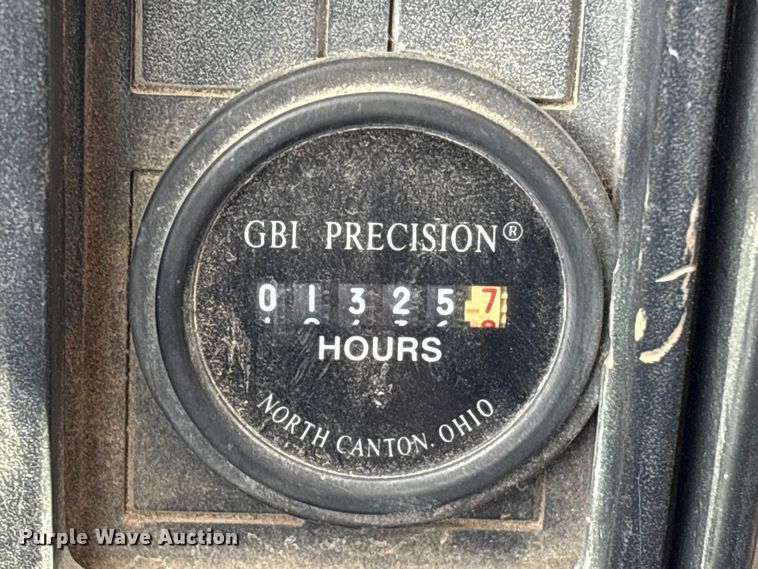 GBI PRECISION®
013257
HOURS
NORTH CANTON, OHIO
Purple Wave Auction